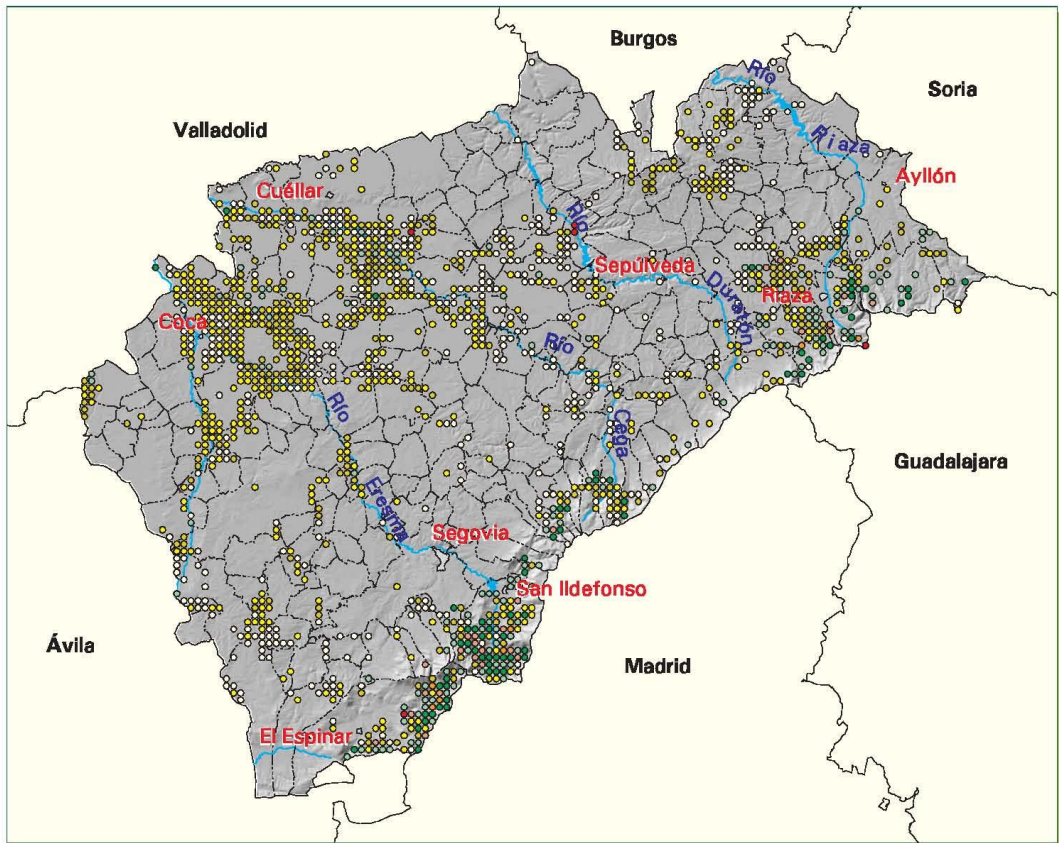 Burgos
Soria
Valladolid
Río
Riaza
Ayllón
Cuéllar
Río
Sepúlveda
Duratón
Riaza
Coca
Río
Río
Cega
Guadalajara
Eresma
Segovia
San Ildefonso
Ávila
Madrid
El Espinar